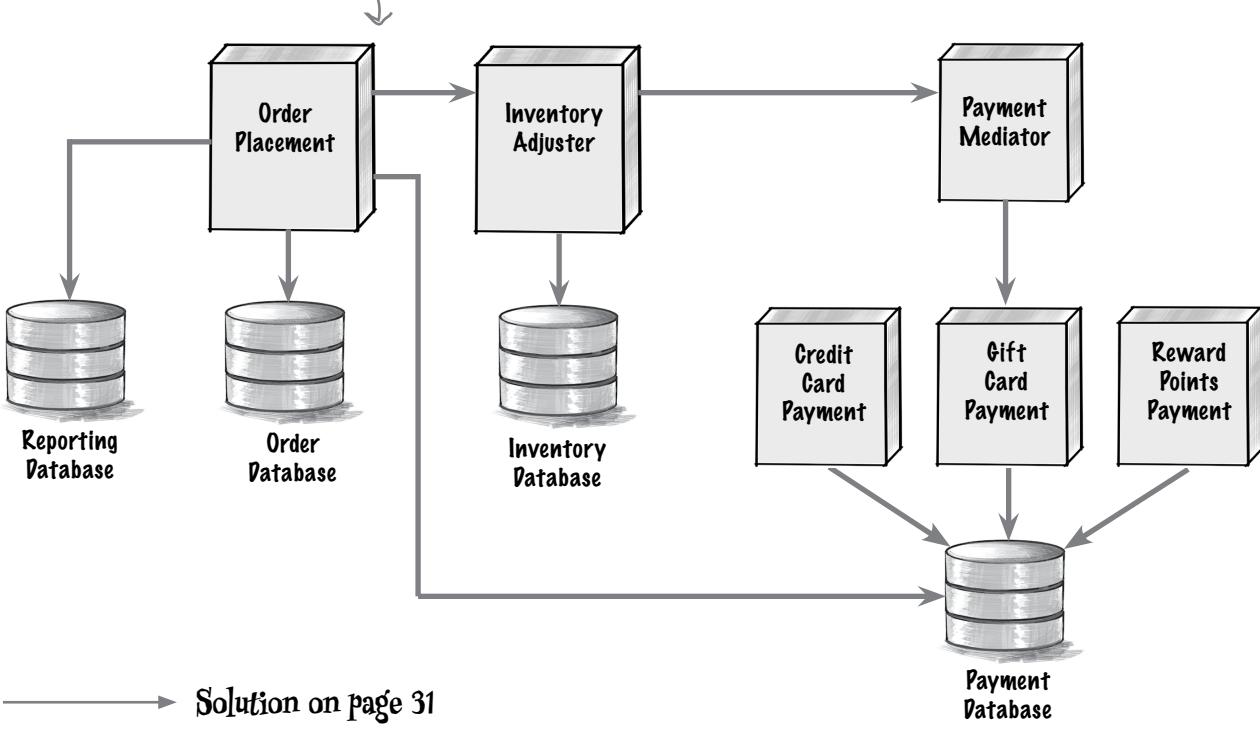 Order
Placement
Inventory
Adjuster
Payment
Mediator
Credit
Card
Payment
Gift
Card
Payment
Reward
Points
Payment
Reporting
Database
Order
Database
Inventory
Database
Payment
Database
Solution on page 31